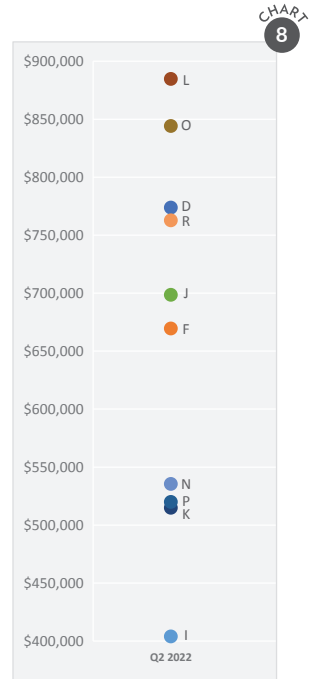 CHART
8
$900,000
L
$850,000
O
$800,000
D
R
$750,000
$700,000
J
F
$650,000
$600,000
$550,000
N
P
$500,000
K
$450,000
$400,000
I
Q2 2022